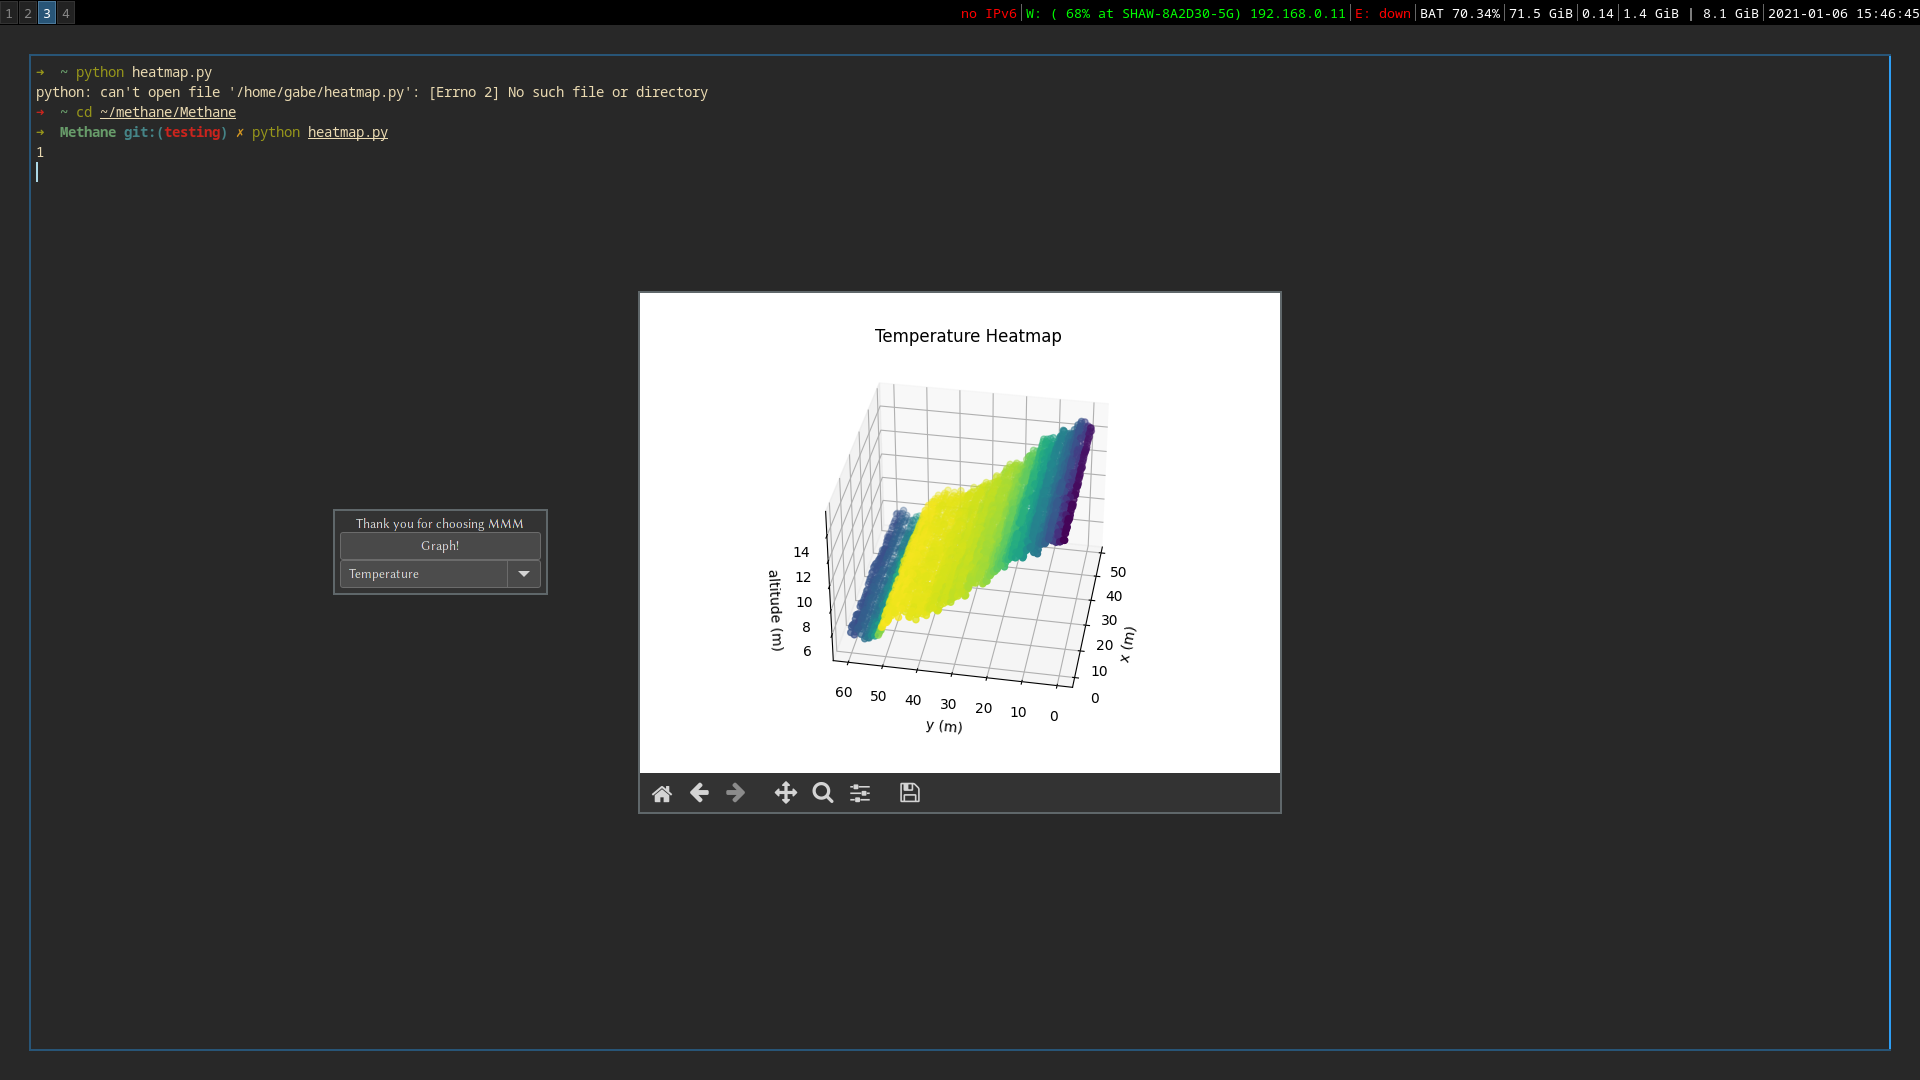 1 2 3 4
no IPv6|W: ( 68% at SHAW-8A2D30-5G) 192.168.0.11|E: down|BAT 70.34%|71.5 GiB|0.14|1.4 GiB | 8.1 GiB|2021-01-06 15:46:45
➜ ~ python heatmap.py
python: can't open file '/home/gabe/heatmap.py': [Errno 2] No such file or directory
➜ ~ cd ~/methane/Methane
➜ Methane git:(testing) ✗ python heatmap.py
1
Thank you for choosing MMM
Graph!
Temperature
Temperature Heatmap
14
12
10
8
6
altitude (m)
60 50 40 30 20 10 0
y (m)
50
40
30
20
10
0
x (m)